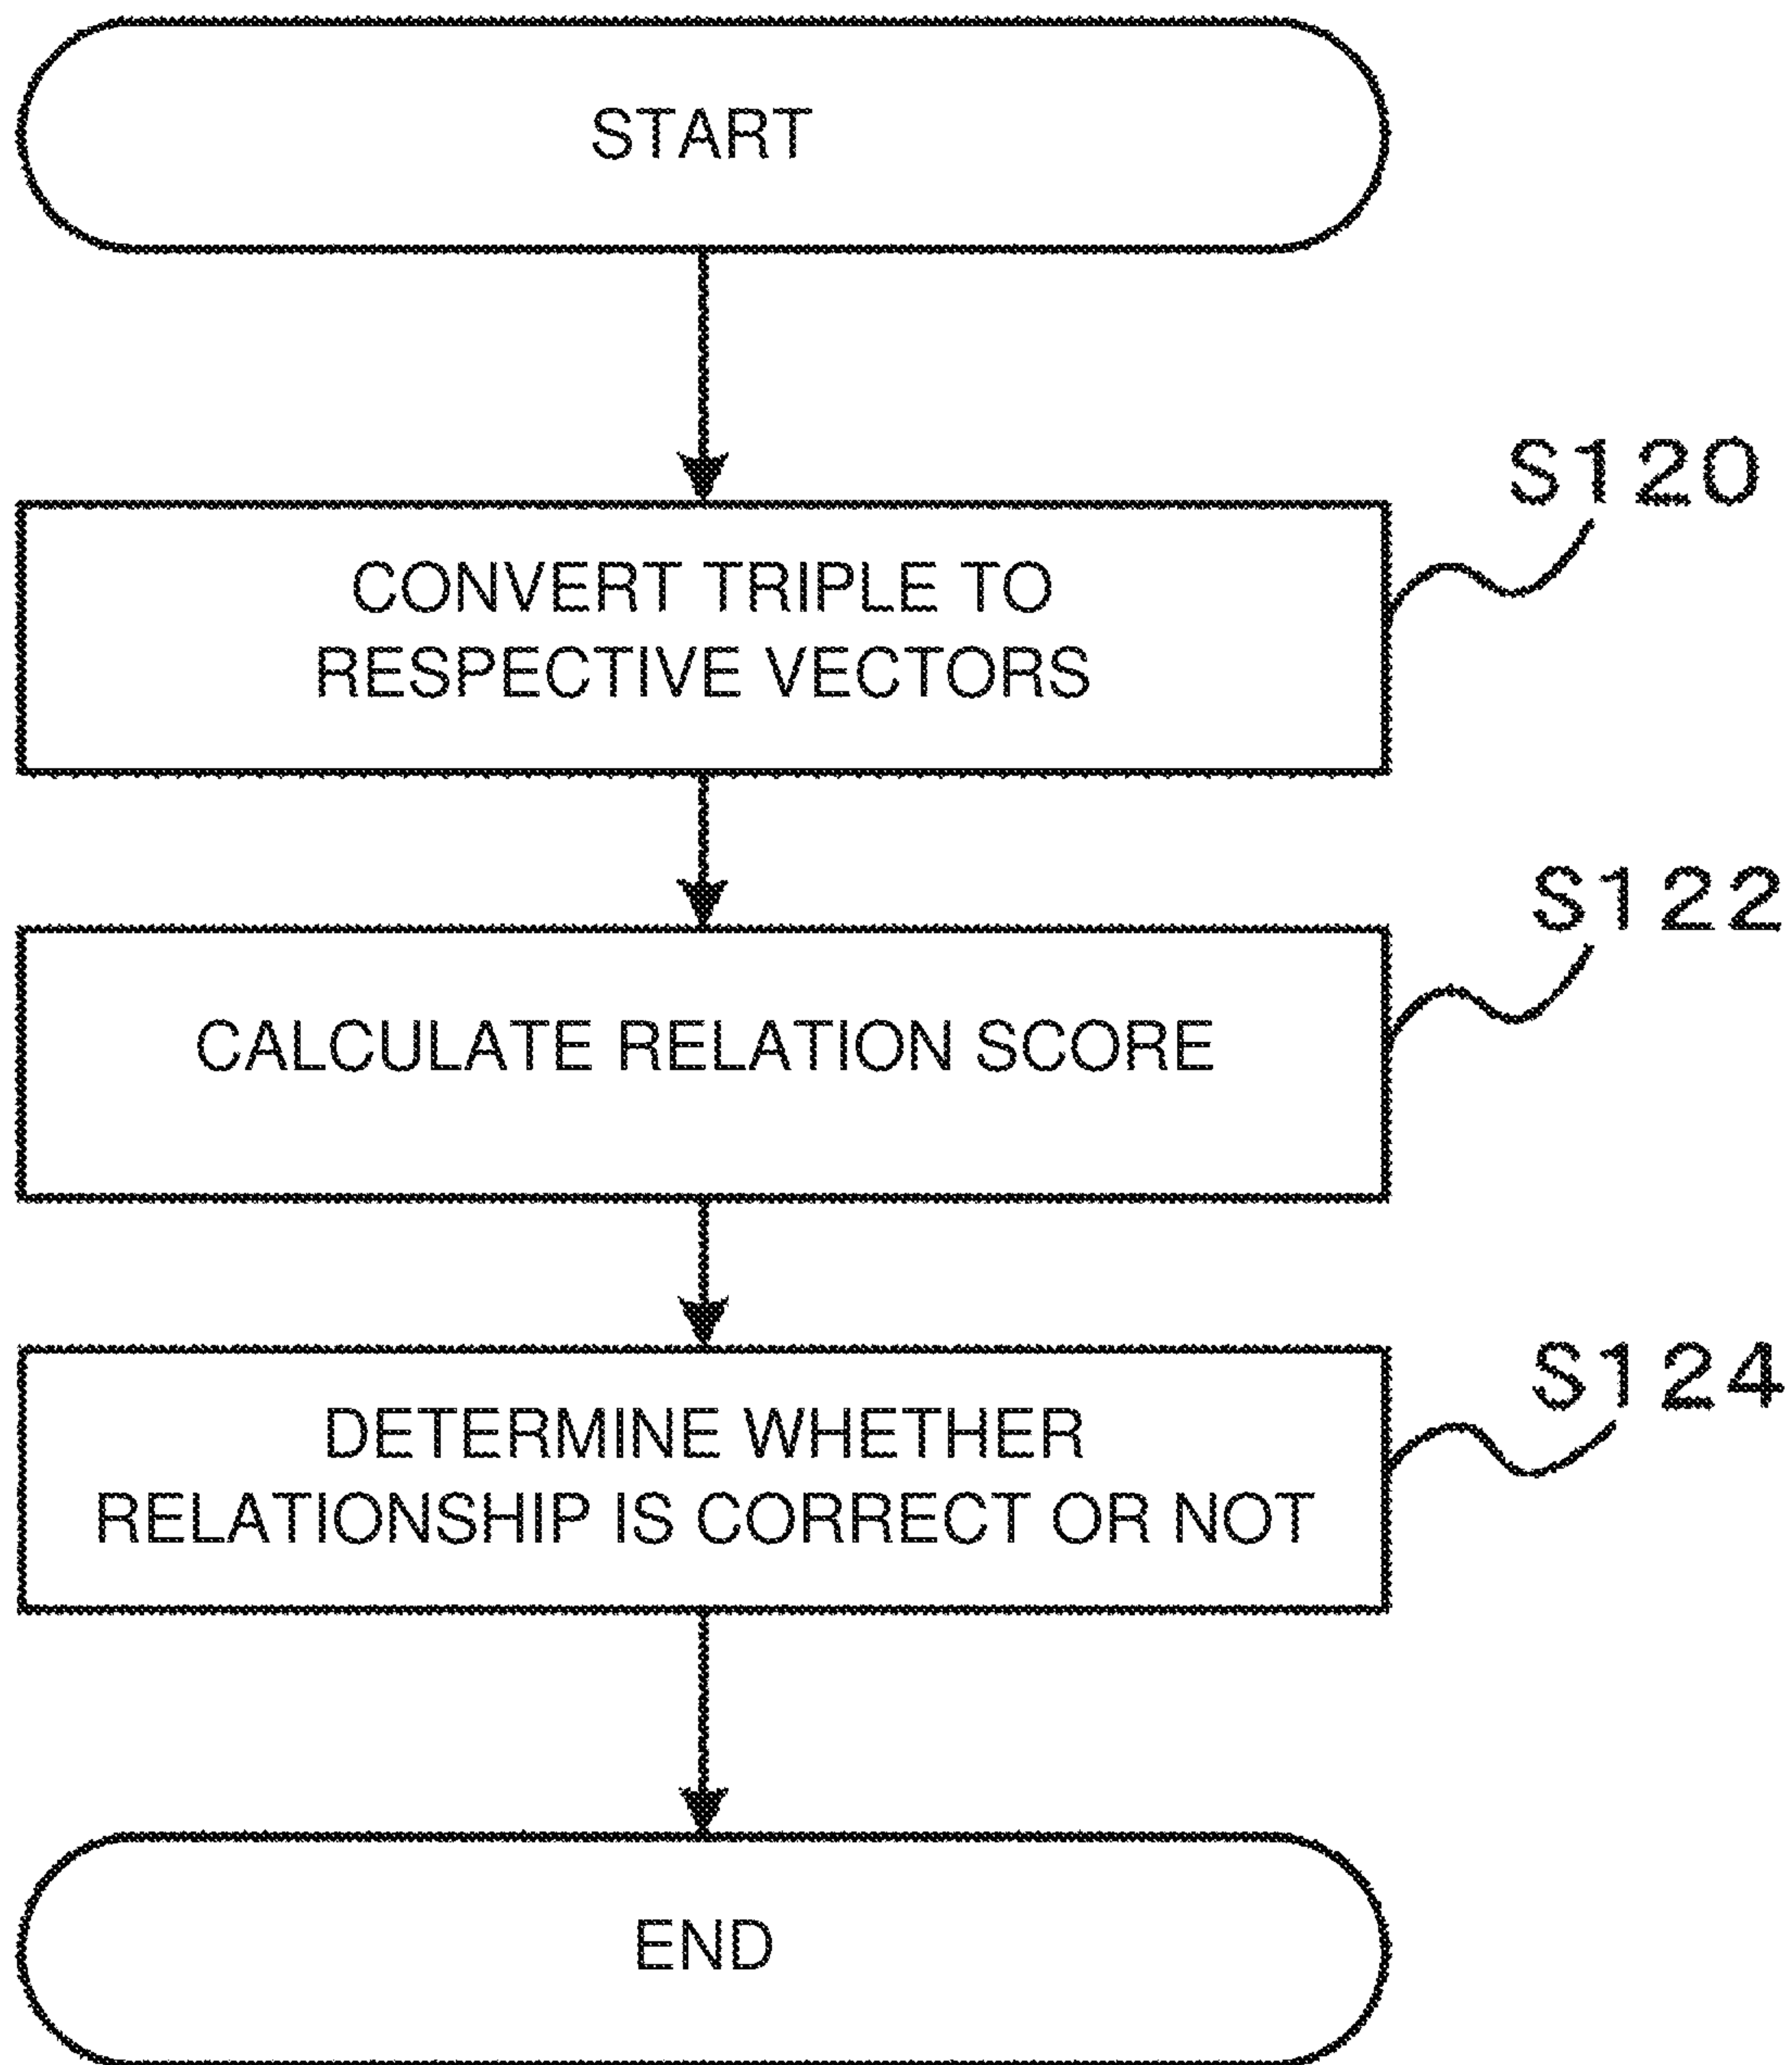 START
S120
CONVERT TRIPLE TO
RESPECTIVE VECTORS
S122
CALCULATE RELATION SCORE
S124
DETERMINE WHETHER
RELATIONSHIP IS CORRECT OR NOT
END